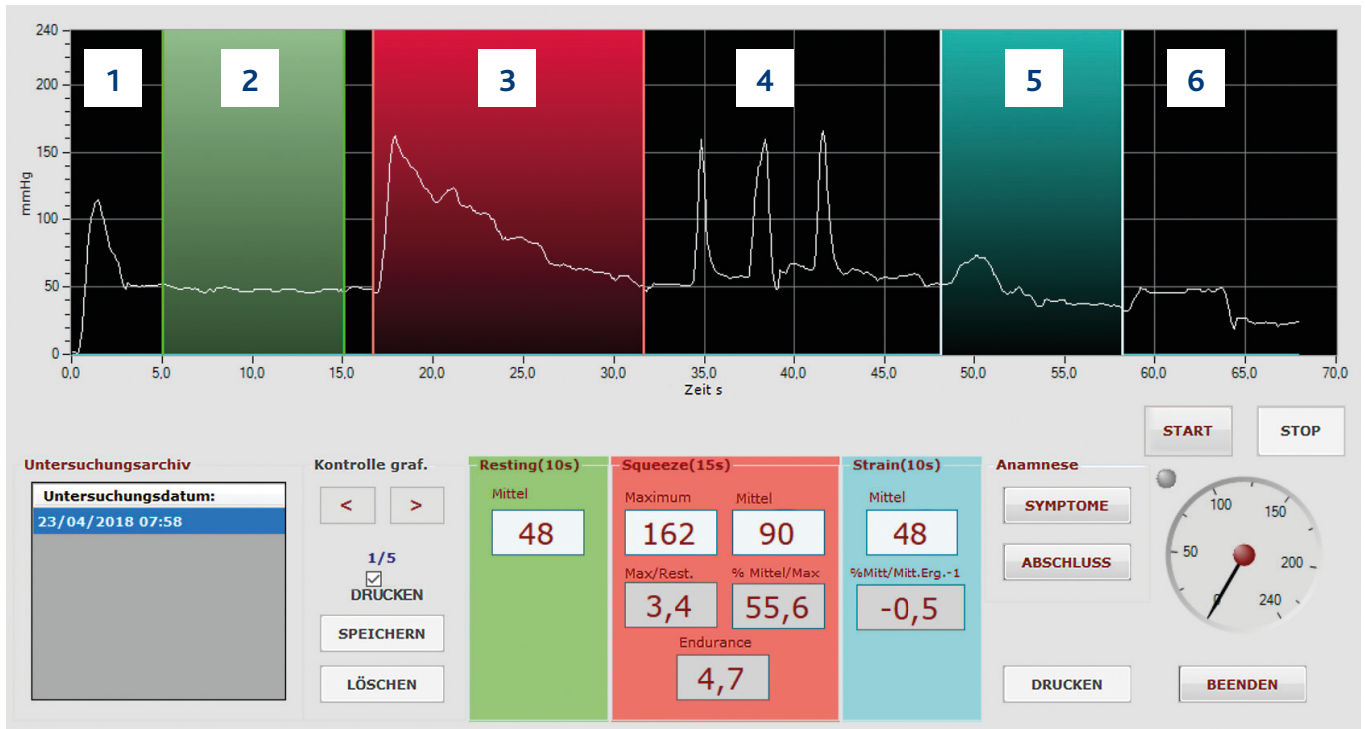 240
200
150
100
50
0
mmHg
1
2
3
4
5
6
0,0
5,0
10,0
15,0
20,0
25,0
30,0
35,0
40,0
45,0
50,0
55,0
60,0
65,0
70,0
Zeit s
START
STOP
Untersuchungsarchiv
Untersuchungsdatum:
23/04/2018 07:58
Kontrolle graf.
<
>
1/5
DRUCKEN
SPEICHERN
LÖSCHEN
Resting(10s)
Mittel
48
Squeeze(15s)
Maximum
Mittel
162
90
Max/Rest.
% Mittel/Max
3,4
55,6
Endurance
4,7
Strain(10s)
Mittel
48
%Mitt/Mitt.Erg.-1
-0,5
Anamnese
SYMPTOME
ABSCHLUSS
DRUCKEN
0
50
100
150
200
240
BEENDEN